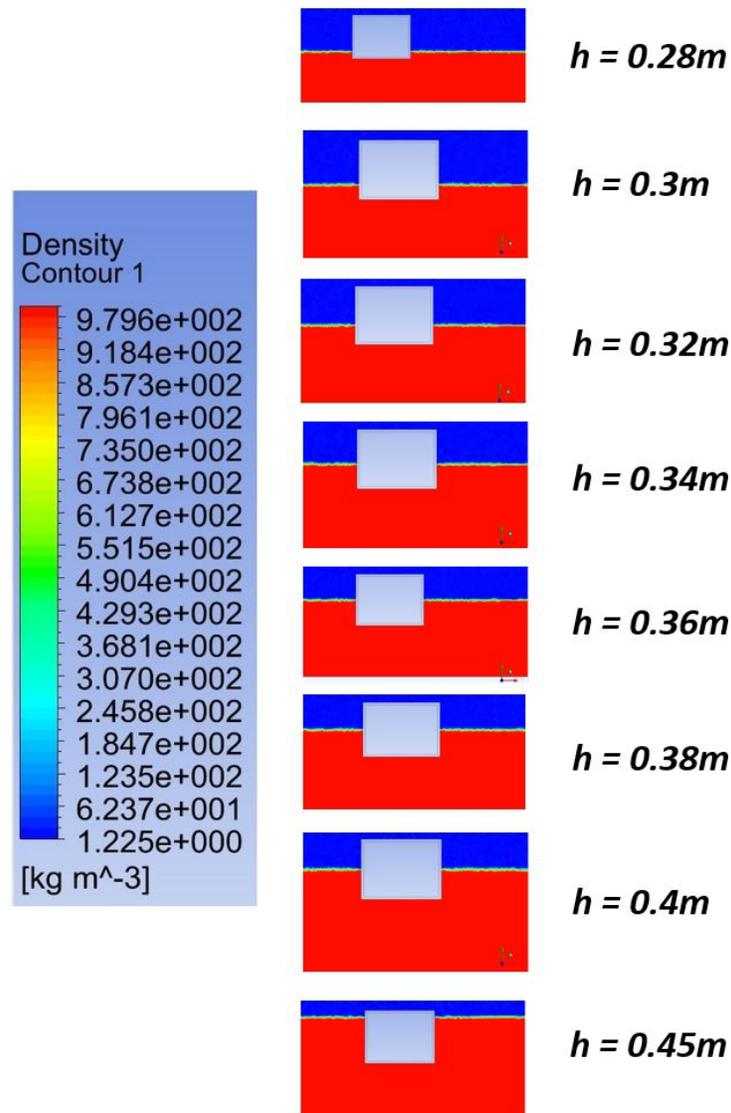 h = 0.28m
h = 0.3m
h = 0.32m
h = 0.34m
h = 0.36m
h = 0.38m
h = 0.4m
h = 0.45m
Density
Contour 1
9.796e+002
9.184e+002
8.573e+002
7.961e+002
7.350e+002
6.738e+002
6.127e+002
5.515e+002
4.904e+002
4.293e+002
3.681e+002
3.070e+002
2.458e+002
1.847e+002
1.235e+002
6.237e+001
1.225e+000
[kg m^-3]